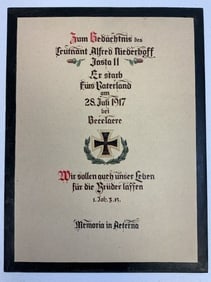 Zum Gedächtnis des
Leutnant Alfred Niederhoff
Jasta 11
Er starb
fürs Vaterland
am
28. Juli 1917
bei
Becelaere
Wir sollen auch unser Leben
für die Brüder lassen
1. Joh. 3.
Memoria in Aeterna